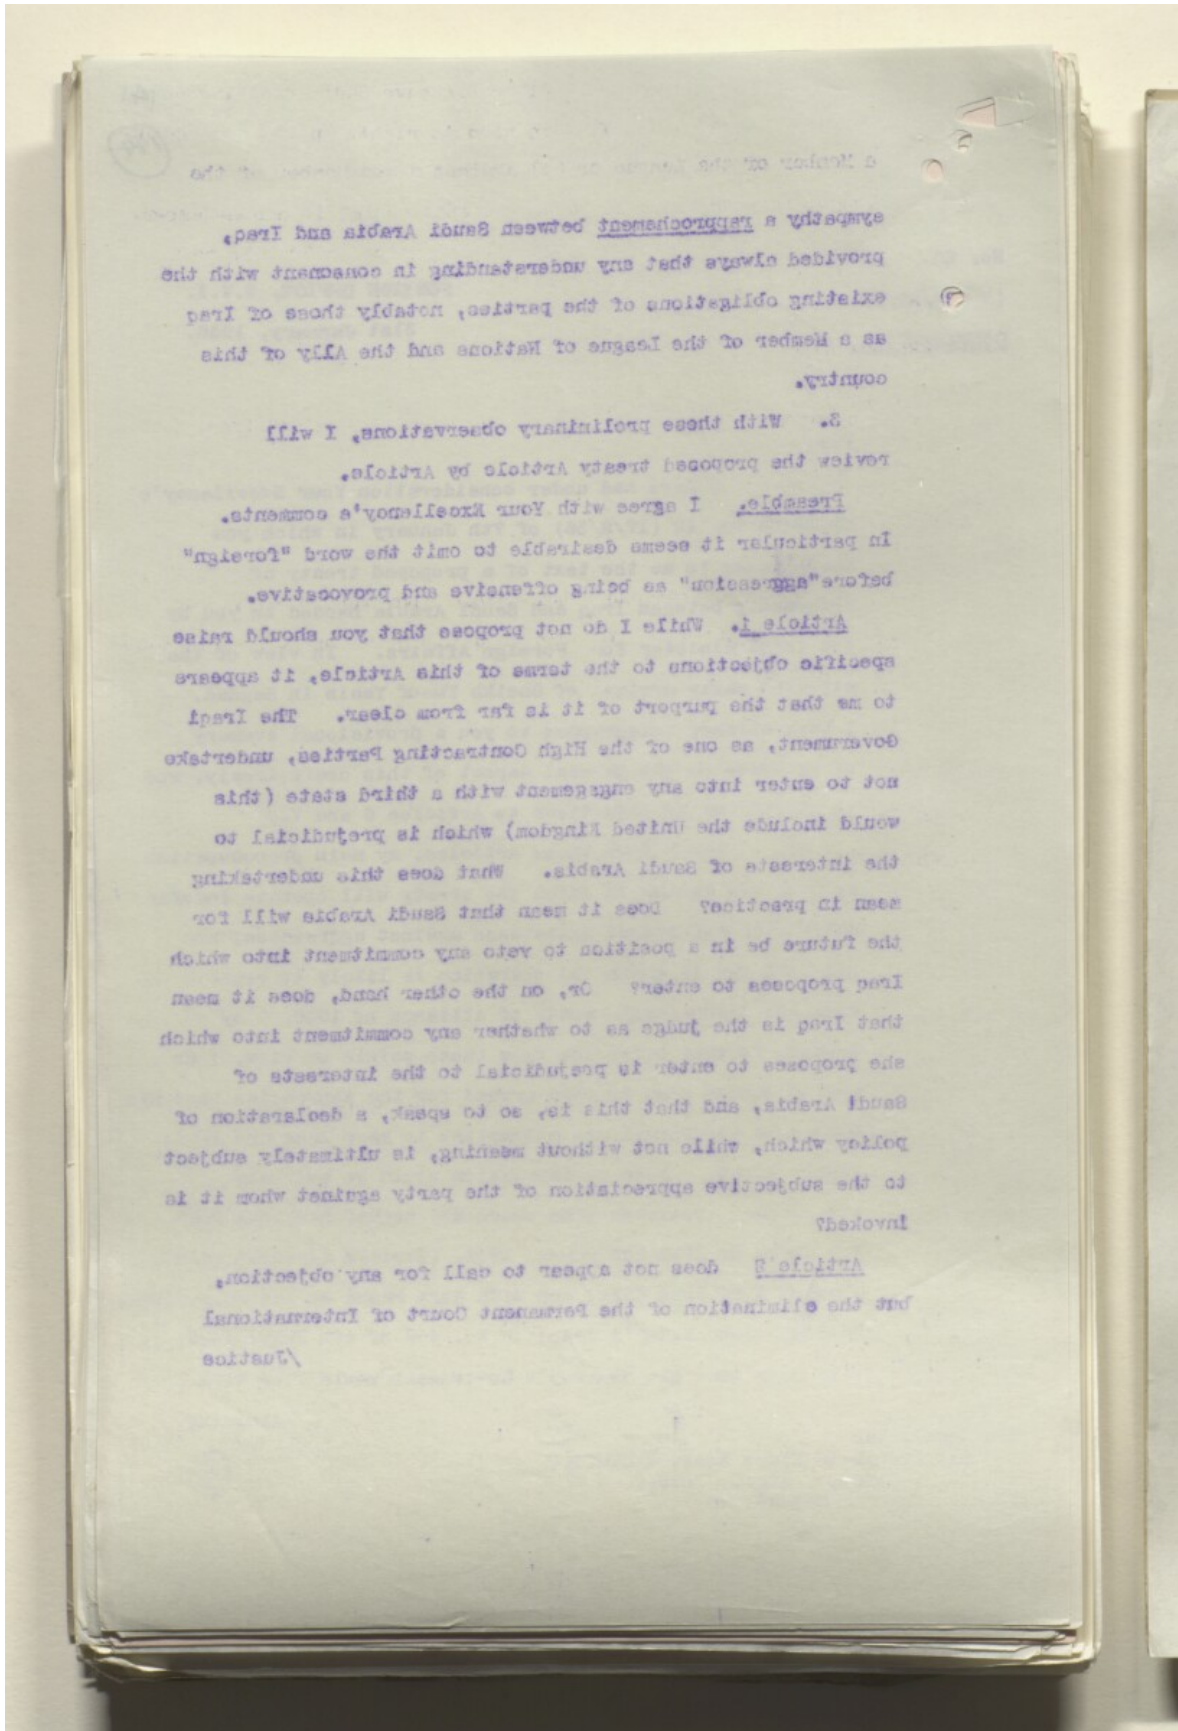 a Member of the League or
sympathy a rapprochement between Saudi Arabia and Iraq,
provided always that any understanding in consonant with the
existing obligations of the parties, notably those of Iraq
as a Member of the League of Nations and the Ally of this
country.
3. With these preliminary observations, I will
review the proposed treaty Article by Article.
Preamble. I agree with Your Excellency's comments.
In particular it seems desirable to omit the word "foreign"
before "aggression" as being offensive and provocative.
Article 1. While I do not propose that you should raise
specific objections to the terms of this Article, it appears
to me that the purport of it is far from clear. The Iraqi
Government, as one of the High Contracting Parties, undertake
not to enter into any engagement with a third state (this
would include the United Kingdom) which is prejudicial to
the interests of Saudi Arabia. What does this undertaking
mean in practice? Does it mean that Saudi Arabia will for
the future be in a position to veto any commitment into which
Iraq proposes to enter? Or, on the other hand, does it mean
that Iraq is the judge as to whether any commitment into which
she proposes to enter is prejudicial to the interests of
Saudi Arabia, and that this is, so to speak, a declaration of
policy which, while not without meaning, is ultimately subject
to the subjective appreciation of the party against whom it is
invoked?
Article 2 does not appear to call for any objection,
but the elimination of the Permanent Court of International
/Justice